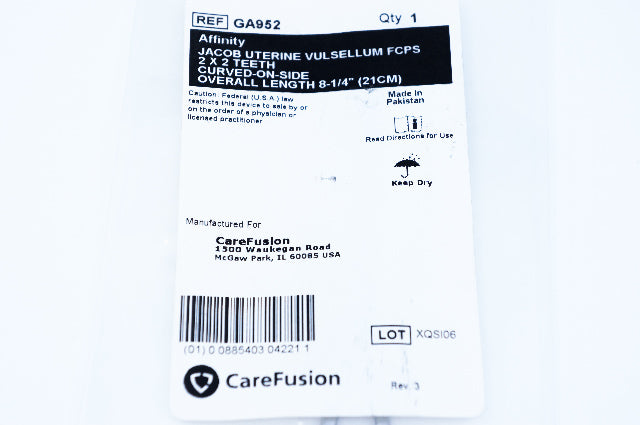 REF GA952
Qty 1
Affinity
JACOB UTERINE VULSELLUM FCPS
2 X 2 TEETH
CURVED-ON-SIDE
OVERALL LENGTH 8-1/4" (21CM)
Caution: Federal (U.S.A.) law
restricts this device to sale by or
on the order of a physician or
licensed practitioner
Made in
Pakistan
Read Directions for Use
Keep Dry
Manufactured For
CareFusion
1500 Waukegan Road
McGaw Park, IL 60085 USA
LOT XQSI06
(01) 0 0885403 04221 1
CareFusion
Rev. 3